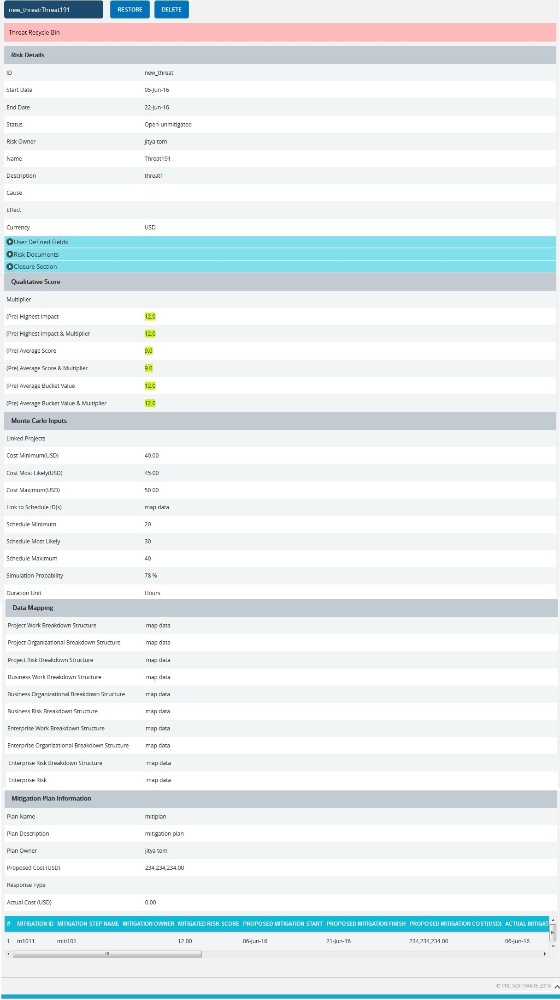 new_threat:Threat191 RESTORE DELETE
Threat Recycle Bin
Risk Details
ID new_threat
Start Date 05-Jun-16
End Date 22-Jun-16
Status Open-unmitigated
Risk Owner jitya tom
Name Threat191
Description threat1
Cause
Effect
Currency USD
User Defined Fields
Risk Documents
Closure Section
Qualitative Score
Multiplier
(Pre) Highest Impact 12.0
(Pre) Highest Impact & Multiplier 12.0
(Pre) Average Score 9.0
(Pre) Average Score & Multiplier 9.0
(Pre) Average Bucket Value 12.0
(Pre) Average Bucket Value & Multiplier 12.0
Monte Carlo Inputs
Linked Projects
Cost Minimum(USD) 40.00
Cost Most Likely(USD) 45.00
Cost Maximum(USD) 50.00
Link to Schedule ID(s) map data
Schedule Minimum 20
Schedule Most Likely 30
Schedule Maximum 40
Simulation Probability 78 %
Duration Unit Hours
Data Mapping
Project Work Breakdown Structure map data
Project Organizational Breakdown Structure map data
Project Risk Breakdown Structure map data
Business Work Breakdown Structure map data
Business Organizational Breakdown Structure map data
Business Risk Breakdown Structure map data
Enterprise Work Breakdown Structure map data
Enterprise Organizational Breakdown Structure map data
Enterprise Risk Breakdown Structure map data
Enterprise Risk map data
Mitigation Plan Information
Plan Name mitiplan
Plan Description mitigation plan
Plan Owner jitya tom
Proposed Cost (USD) 234,234,234.00
Response Type
Actual Cost (USD) 0.00
# MITIGATION ID MITIGATION STEP NAME MITIGATION OWNER MITIGATED RISK SCORE PROPOSED MITIGATION START PROPOSED MITIGATION FINISH PROPOSED MITIGATION COST(USD) ACTUAL MITIGAT
1 m1011 miti101 12.00 06-Jun-16 21-Jun-16 234,234,234.00 06-Jun-16
© PRC SOFTWARE 2016